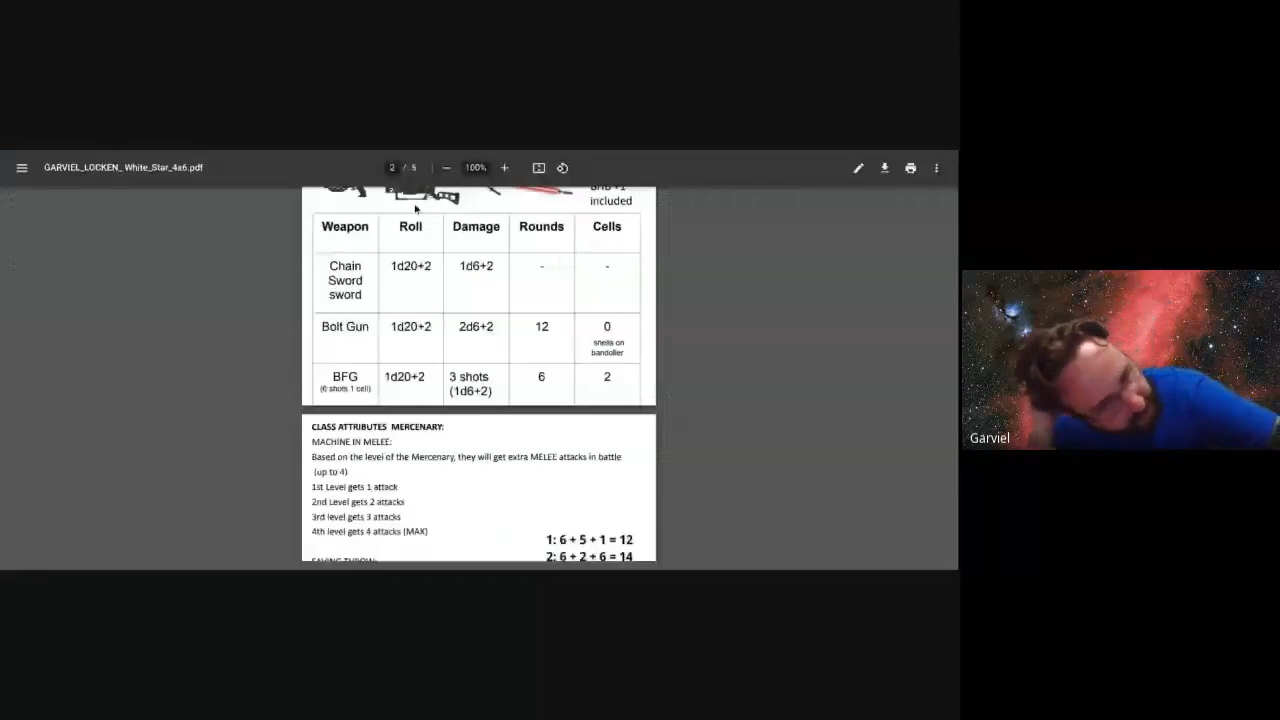 GARVIEL_LOCKEN_ White_Star_4x6.pdf
2 / 5
100%
included
Weapon Roll Damage Rounds Cells
Chain Sword sword 1d20+2 1d6+2 - -
Bolt Gun 1d20+2 2d6+2 12 0
shells on bandolier
BFG 1d20+2 3 shots 6 2
(6 shots 1 cell) (1d6+2)
CLASS ATTRIBUTES MERCENARY:
MACHINE IN MELEE:
Based on the level of the Mercenary, they will get extra MELEE attacks in battle
(up to 4)
1st Level gets 1 attack
2nd Level gets 2 attacks
3rd level gets 3 attacks
4th level gets 4 attacks (MAX)
1: 6 + 5 + 1 = 12
2: 6 + 2 + 6 = 14
Garviel